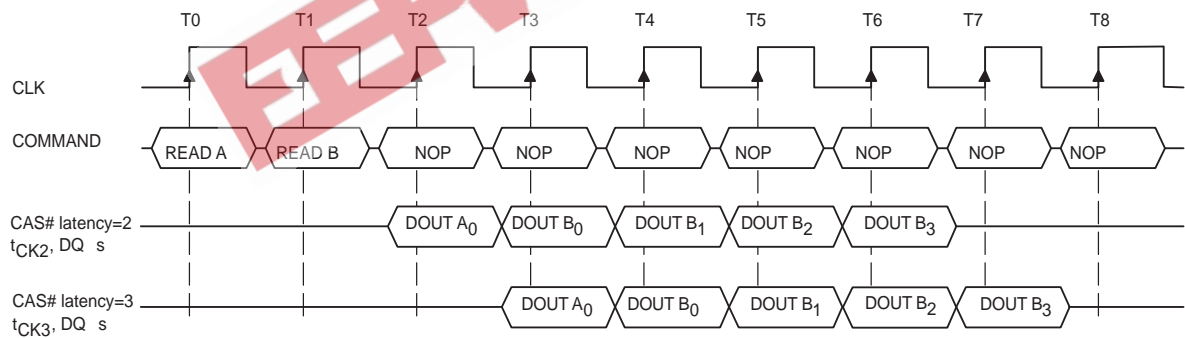 T0 T1 T2 T3 T4 T5 T6 T7 T8
CLK
COMMAND READ A READ B NOP NOP NOP NOP NOP NOP NOP
CAS# latency=2 DOUT A0 DOUT B0 DOUT B1 DOUT B2 DOUT B3
tCK2, DQ s
CAS# latency=3 DOUT A0 DOUT B0 DOUT B1 DOUT B2 DOUT B3
tCK3, DQ s